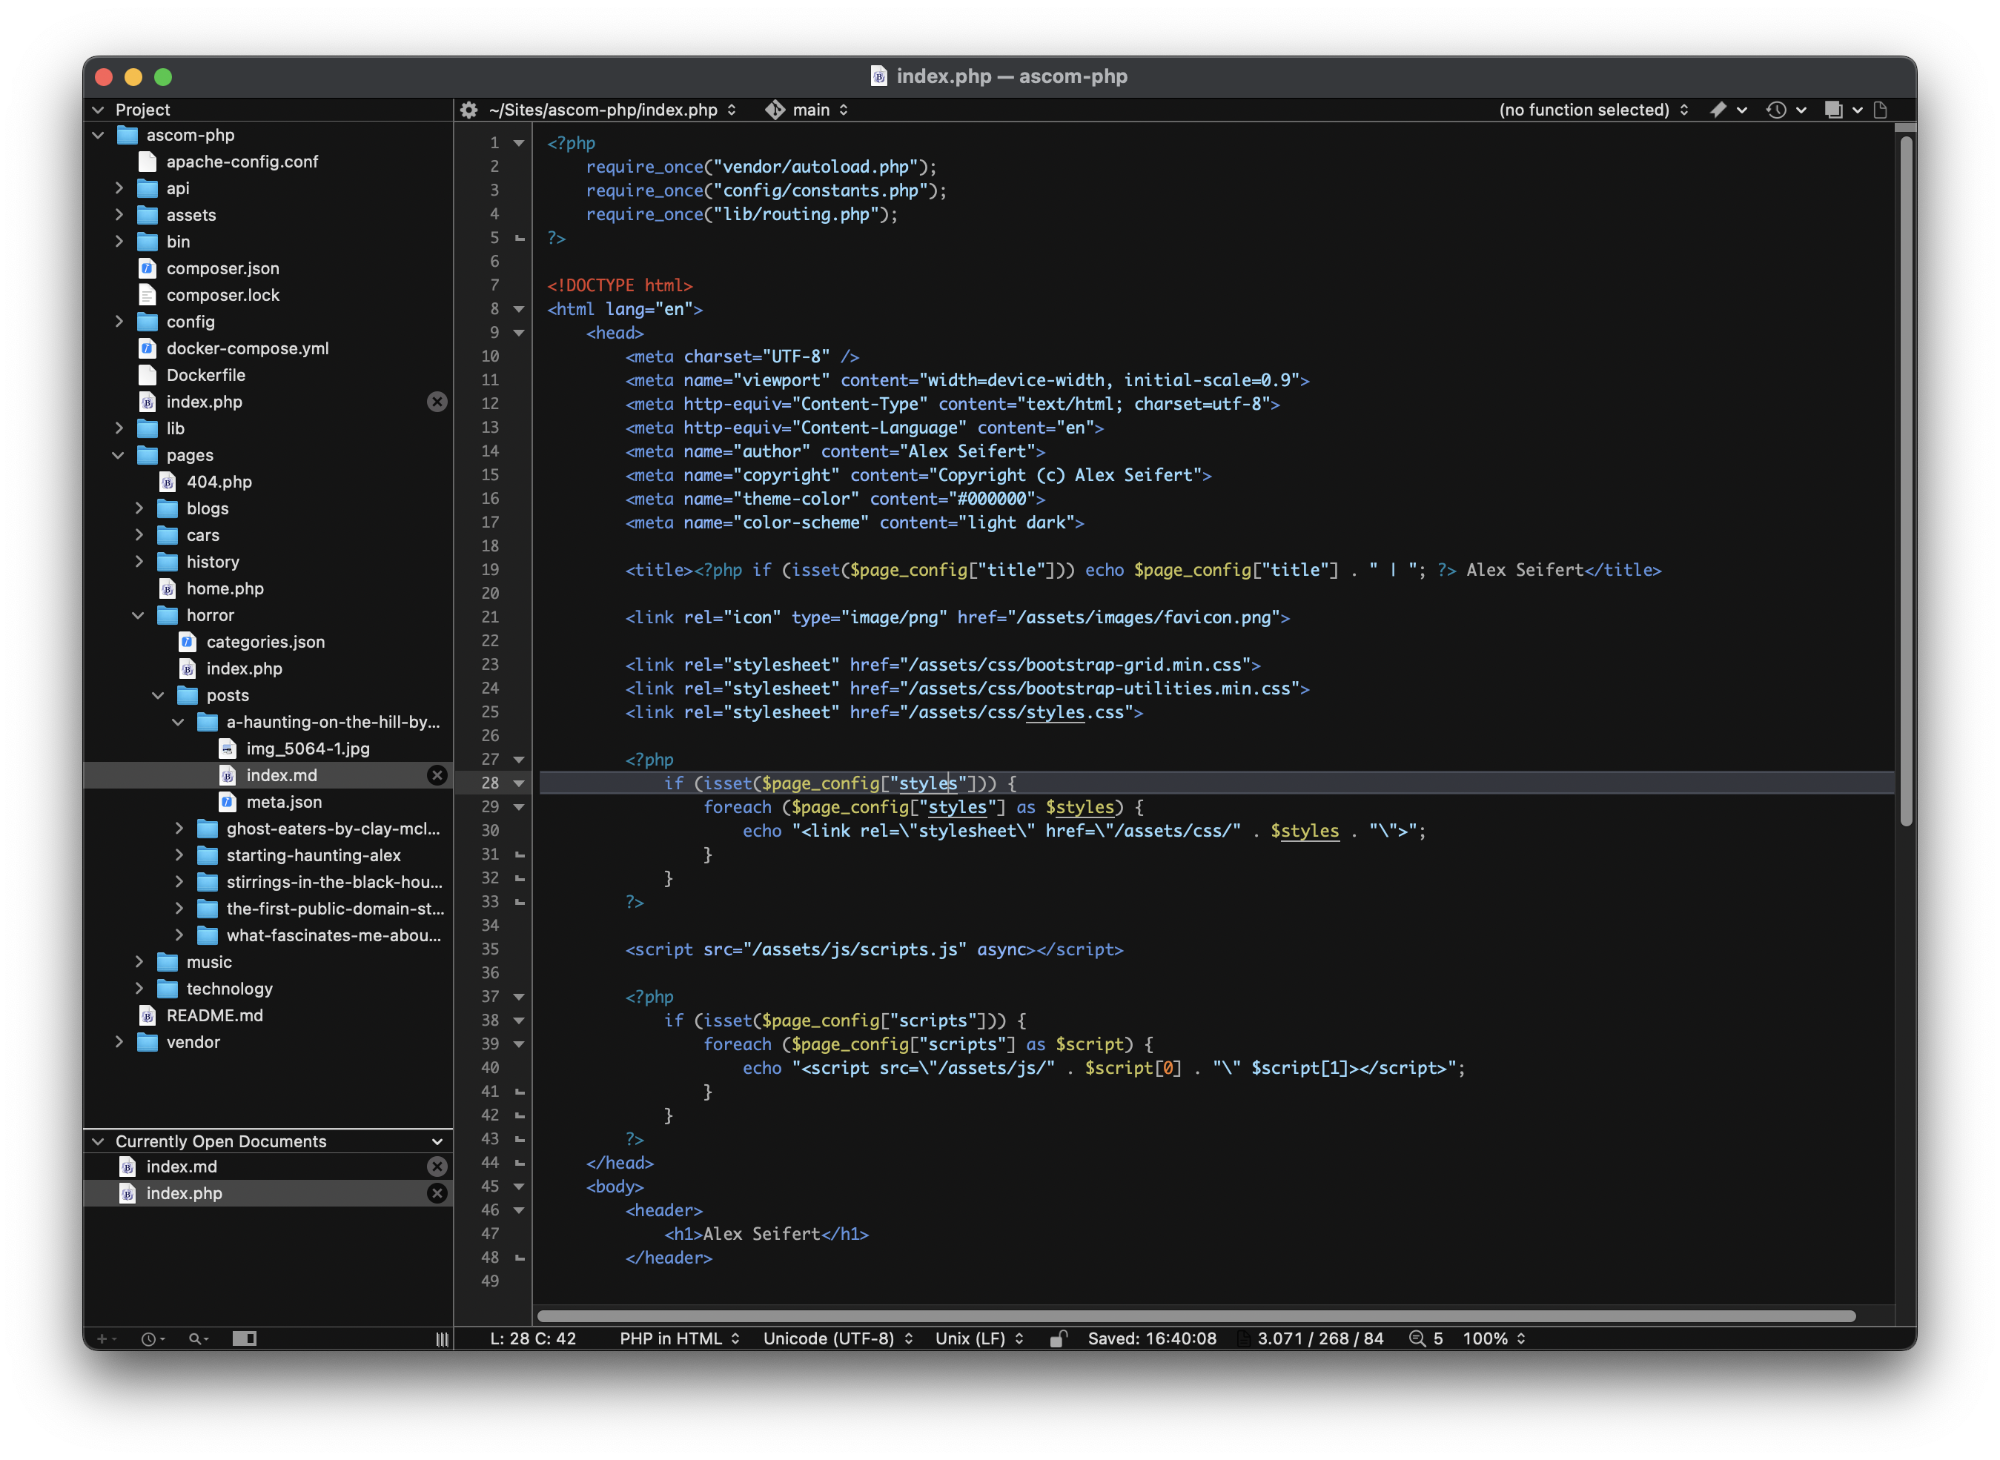 index.php — ascom-php
Project
~/Sites/ascom-php/index.php
main
(no function selected)
ascom-php
apache-config.conf
api
assets
bin
composer.json
composer.lock
config
docker-compose.yml
Dockerfile
index.php
lib
pages
404.php
blogs
cars
history
home.php
horror
categories.json
index.php
posts
a-haunting-on-the-hill-by...
img_5064-1.jpg
index.md
meta.json
ghost-eaters-by-clay-mcl...
starting-haunting-alex
stirrings-in-the-black-hou...
the-first-public-domain-st...
what-fascinates-me-abou...
music
technology
README.md
vendor
Currently Open Documents
index.md
index.php
1 <?php
2     require_once("vendor/autoload.php");
3     require_once("config/constants.php");
4     require_once("lib/routing.php");
5 ?>
6
7 <!DOCTYPE html>
8 <html lang="en">
9     <head>
10         <meta charset="UTF-8" />
11         <meta name="viewport" content="width=device-width, initial-scale=0.9">
12         <meta http-equiv="Content-Type" content="text/html; charset=utf-8">
13         <meta http-equiv="Content-Language" content="en">
14         <meta name="author" content="Alex Seifert">
15         <meta name="copyright" content="Copyright (c) Alex Seifert">
16         <meta name="theme-color" content="#000000">
17         <meta name="color-scheme" content="light dark">
18
19         <title><?php if (isset($page_config["title"])) echo $page_config["title"] . " | "; ?> Alex Seifert</title>
20
21         <link rel="icon" type="image/png" href="/assets/images/favicon.png">
22
23         <link rel="stylesheet" href="/assets/css/bootstrap-grid.min.css">
24         <link rel="stylesheet" href="/assets/css/bootstrap-utilities.min.css">
25         <link rel="stylesheet" href="/assets/css/styles.css">
26
27         <?php
28             if (isset($page_config["styles"])) {
29                 foreach ($page_config["styles"] as $styles) {
30                     echo "<link rel=\"stylesheet\" href=\"/assets/css/" . $styles . "\">";
31                 }
32             }
33         ?>
34
35         <script src="/assets/js/scripts.js" async></script>
36
37         <?php
38             if (isset($page_config["scripts"])) {
39                 foreach ($page_config["scripts"] as $script) {
40                     echo "<script src=\"/assets/js/" . $script[0] . "\" $script[1]></script>";
41                 }
42             }
43         ?>
44     </head>
45     <body>
46         <header>
47             <h1>Alex Seifert</h1>
48         </header>
49
L: 28 C: 42
PHP in HTML
Unicode (UTF-8)
Unix (LF)
Saved: 16:40:08
3.071 / 268 / 84
5
100%